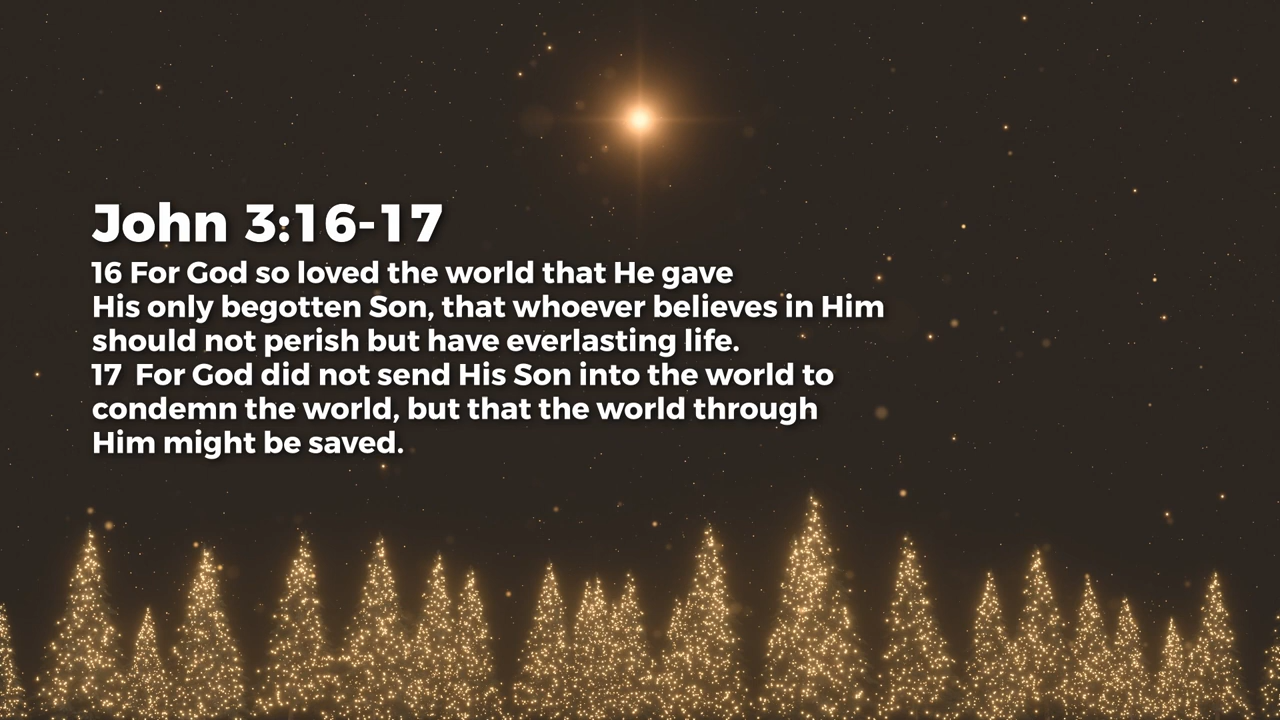 John 3:16-17
16 For God so loved the world that He gave
His only begotten Son, that whoever believes in Him
should not perish but have everlasting life.
17  For God did not send His Son into the world to
condemn the world, but that the world through
Him might be saved.